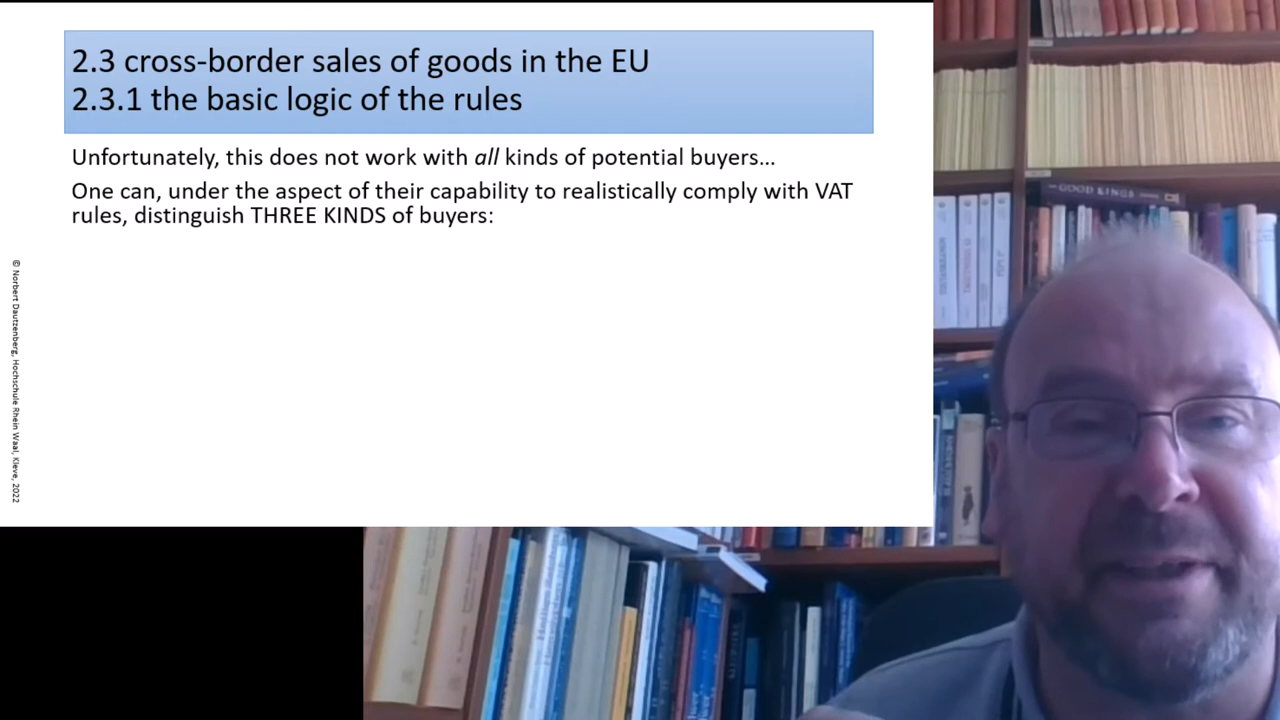 2.3 cross-border sales of goods in the EU
2.3.1 the basic logic of the rules
Unfortunately, this does not work with all kinds of potential buyers...
One can, under the aspect of their capability to realistically comply with VAT
rules, distinguish THREE KINDS of buyers:
© Norbert Dautzenberg, Hochschule Rhein Waal, Kleve, 2022
GOOD KINGS